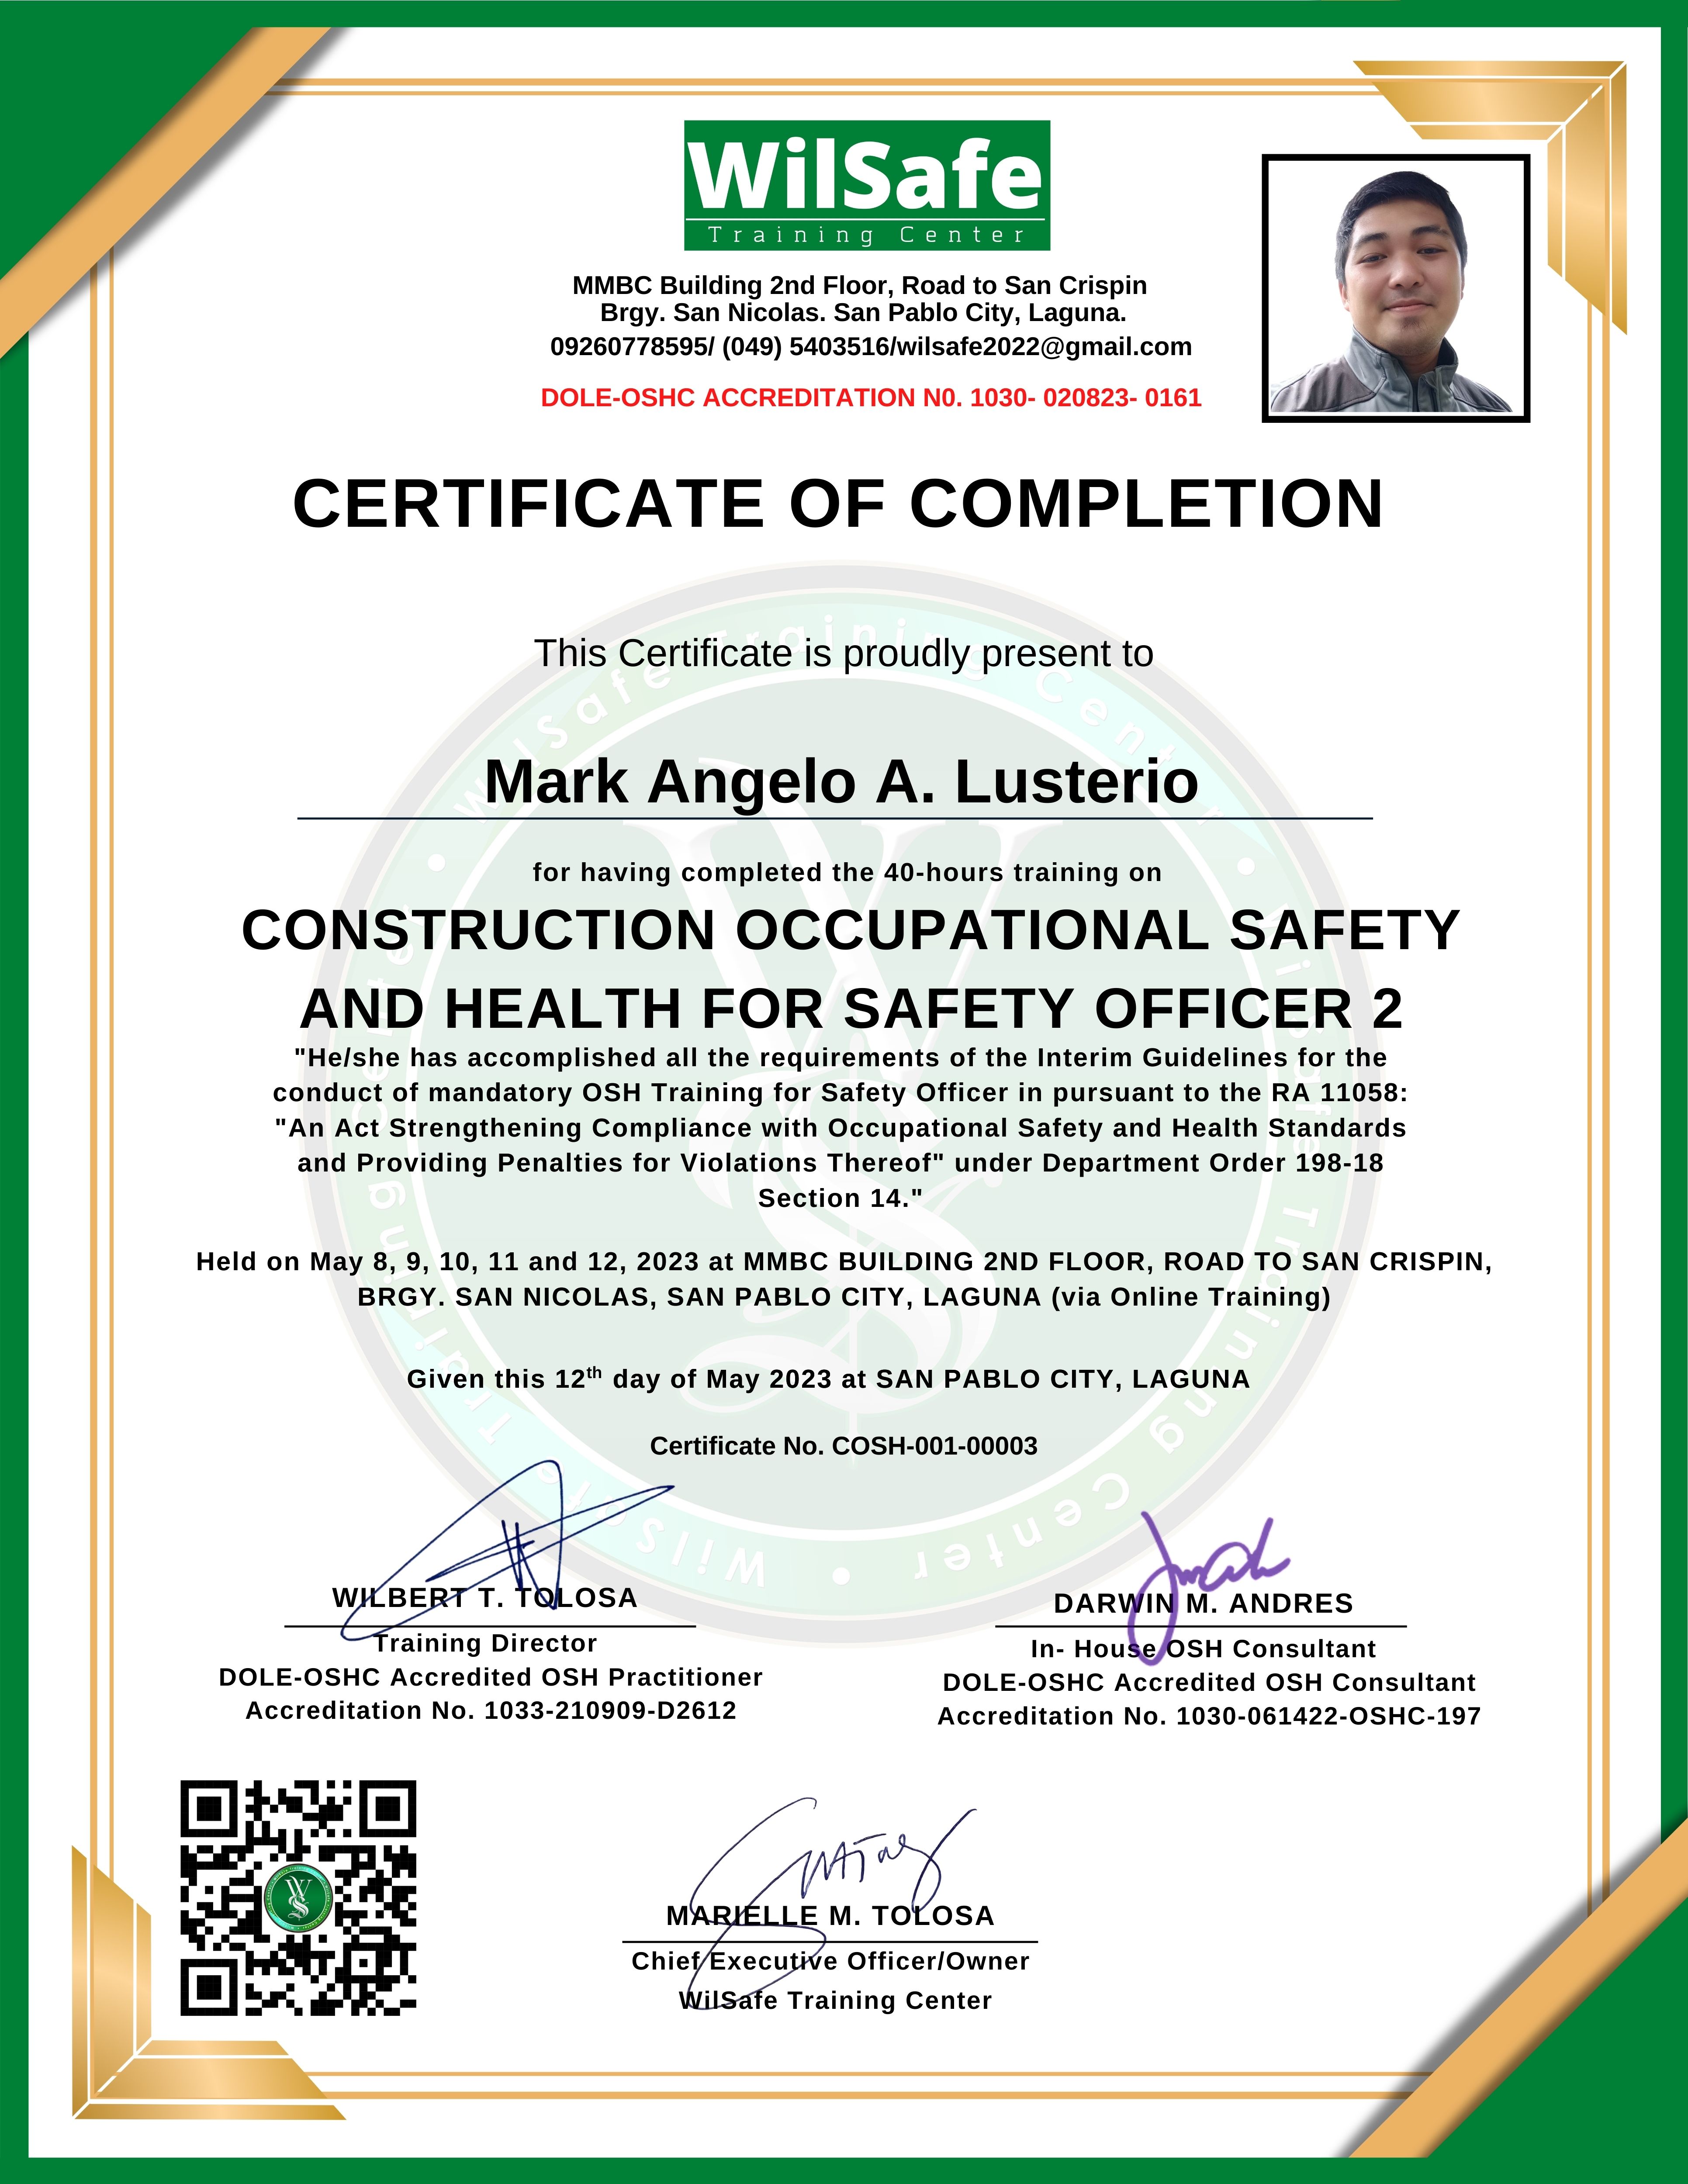 WilSafe
Training Center
MMBC Building 2nd Floor, Road to San Crispin
Brgy. San Nicolas. San Pablo City, Laguna.
09260778595/ (049) 5403516/wilsafe2022@gmail.com
DOLE-OSHC ACCREDITATION N0. 1030- 020823- 0161
CERTIFICATE OF COMPLETION
This Certificate is proudly present to
Mark Angelo A. Lusterio
for having completed the 40-hours training on
CONSTRUCTION OCCUPATIONAL SAFETY
AND HEALTH FOR SAFETY OFFICER 2
"He/she has accomplished all the requirements of the Interim Guidelines for the
conduct of mandatory OSH Training for Safety Officer in pursuant to the RA 11058:
"An Act Strengthening Compliance with Occupational Safety and Health Standards
and Providing Penalties for Violations Thereof" under Department Order 198-18
Section 14."
Held on May 8, 9, 10, 11 and 12, 2023 at MMBC BUILDING 2ND FLOOR, ROAD TO SAN CRISPIN,
BRGY. SAN NICOLAS, SAN PABLO CITY, LAGUNA (via Online Training)
Given this 12th day of May 2023 at SAN PABLO CITY, LAGUNA
Certificate No. COSH-001-00003
WilSafe Training Center • WilSafe Training Center • WilSafe Training Center •
WILBERT T. TOLOSA
Training Director
DOLE-OSHC Accredited OSH Practitioner
Accreditation No. 1033-210909-D2612
DARWIN M. ANDRES
In- House OSH Consultant
DOLE-OSHC Accredited OSH Consultant
Accreditation No. 1030-061422-OSHC-197
MARIELLE M. TOLOSA
Chief Executive Officer/Owner
WilSafe Training Center